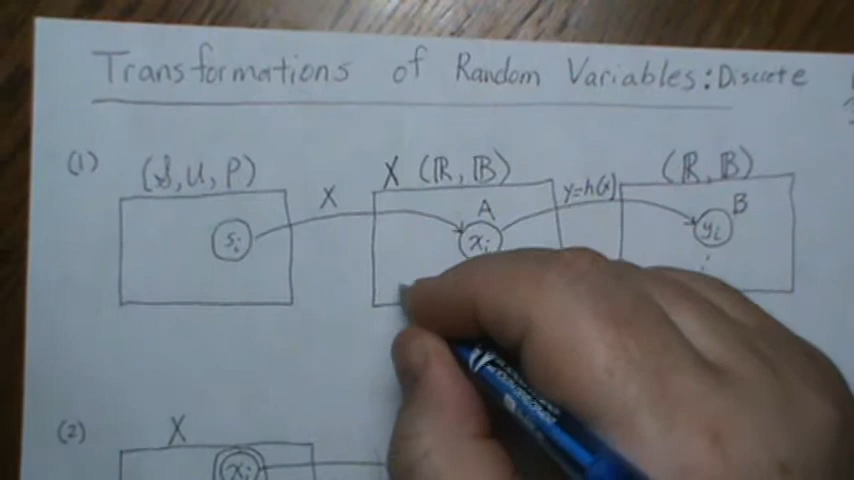 Transformations of Random Variables: Discrete
(1) (S, U, P) X X (ℝ, 𝔹) y=h(x) (ℝ, 𝔹)
A B
sᵢ xᵢ yᵢ
(2) X
xᵢ